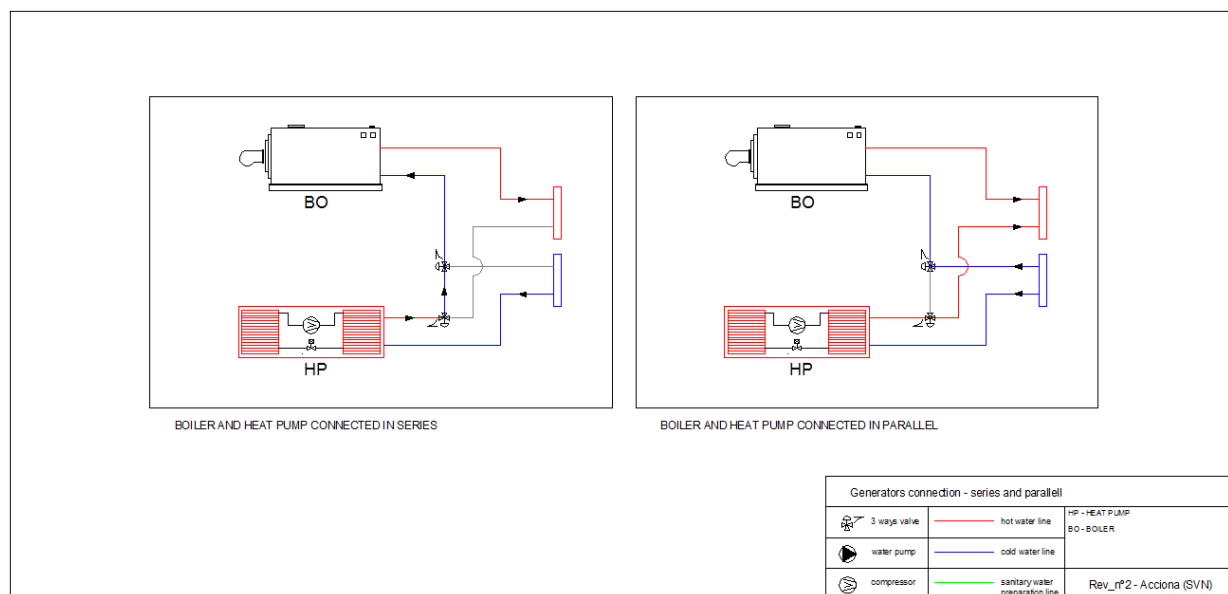 BO
HP
BOILER AND HEAT PUMP CONNECTED IN SERIES
BO
HP
BOILER AND HEAT PUMP CONNECTED IN PARALLEL
Generators connection - series and parallell
3 ways valve
hot water line
HP - HEAT PUMP
BO - BOILER
water pump
cold water line
compressor
sanitary water
preparation line
Rev_nº2 - Acciona (SVN)